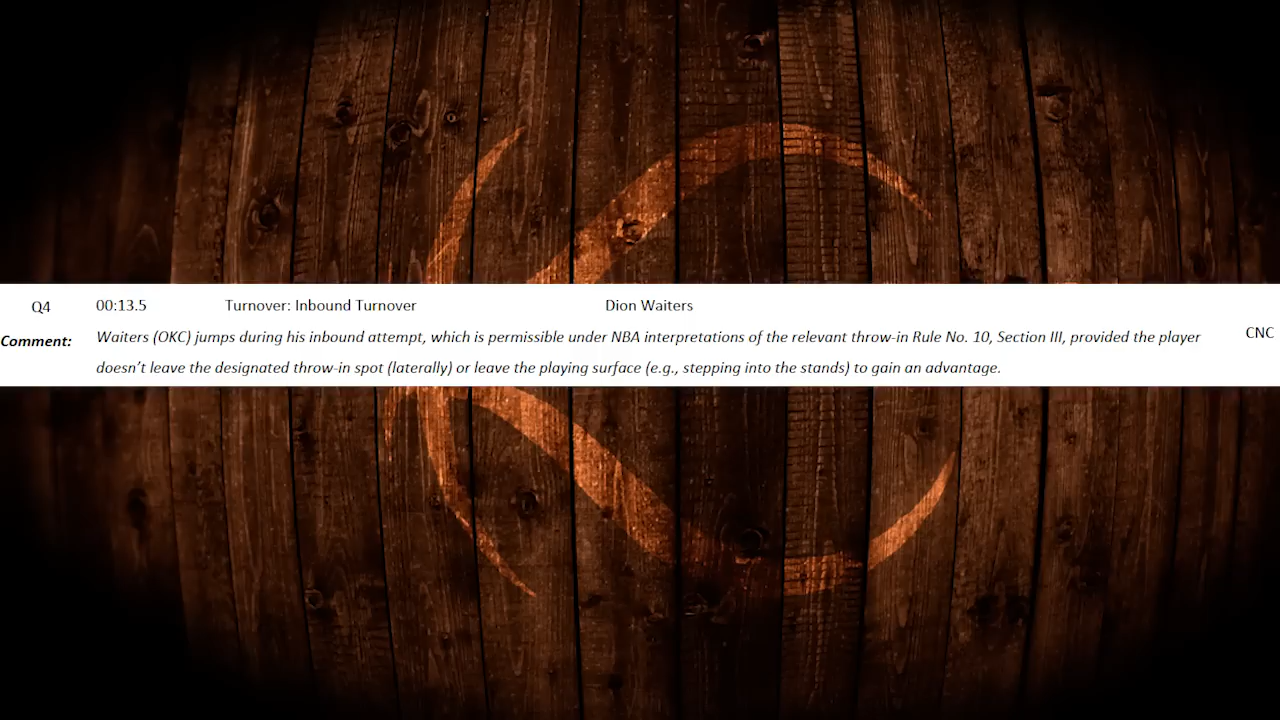 Q4 00:13.5 Turnover: Inbound Turnover Dion Waiters
Comment: Waiters (OKC) jumps during his inbound attempt, which is permissible under NBA interpretations of the relevant throw-in Rule No. 10, Section III, provided the player CNC
doesn’t leave the designated throw-in spot (laterally) or leave the playing surface (e.g., stepping into the stands) to gain an advantage.